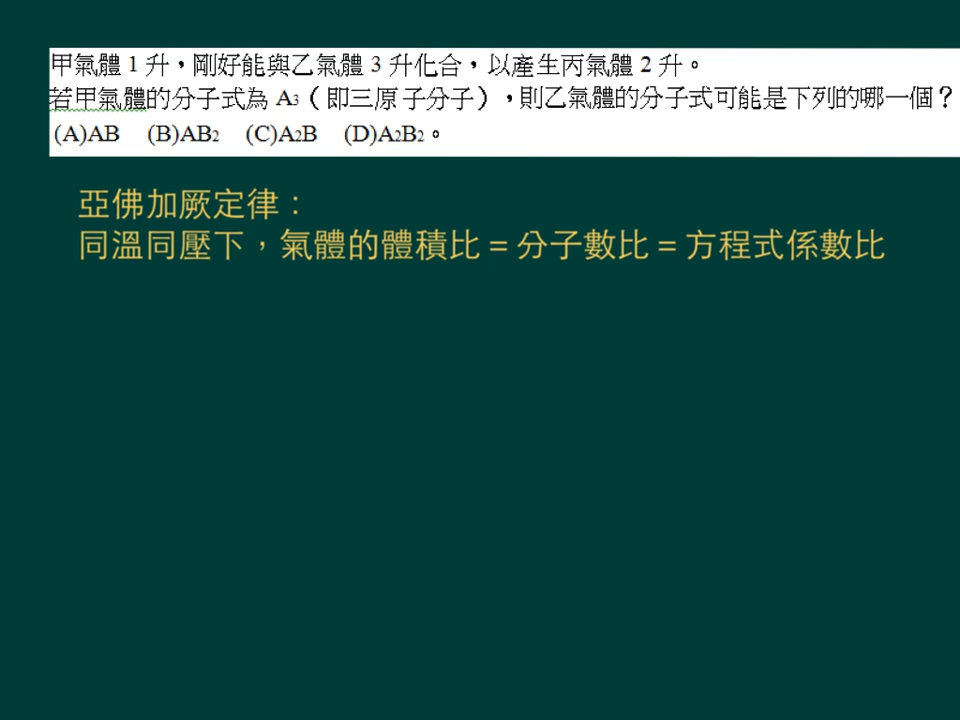 甲氣體 1 升，剛好能與乙氣體 3 升化合，以產生丙氣體 2 升。
若甲氣體的分子式為 A₃（即三原子分子），則乙氣體的分子式可能是下列的哪一個？
(A)AB (B)AB₂ (C)A₂B (D)A₂B₂。
亞佛加厥定律：
同溫同壓下，氣體的體積比 = 分子數比 = 方程式係數比